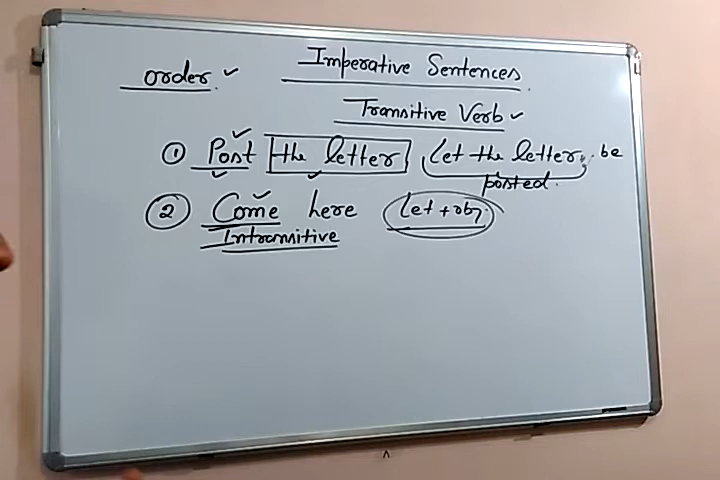 Imperative Sentences
order
Transitive Verb
① Post the letter Let the letter be
posted.
② Come here Let + obj
Intransitive